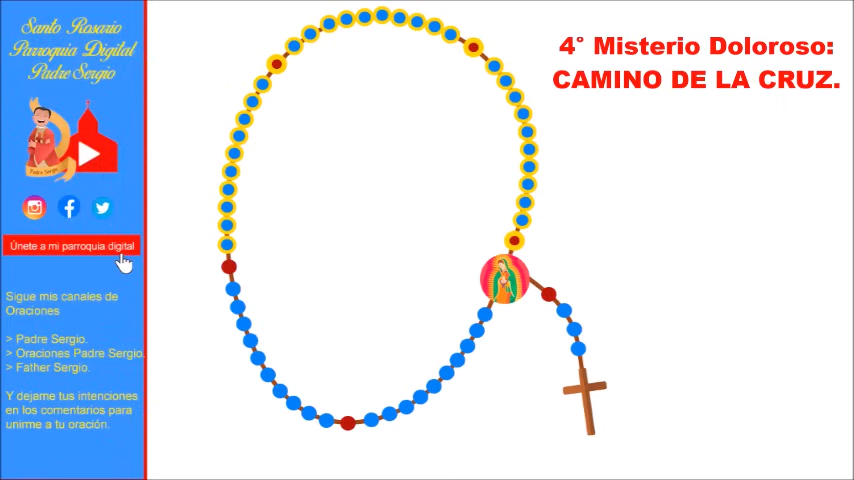 Santo Rosario
Parroquia Digital
Padre Sergio
Padre Sergio
Únete a mi parroquia digital
Sigue mis canales de
Oraciones
> Padre Sergio.
> Oraciones Padre Sergio.
> Father Sergio.
Y dejame tus intenciones
en los comentarios para
unirme a tu oración.
4° Misterio Doloroso:
CAMINO DE LA CRUZ.